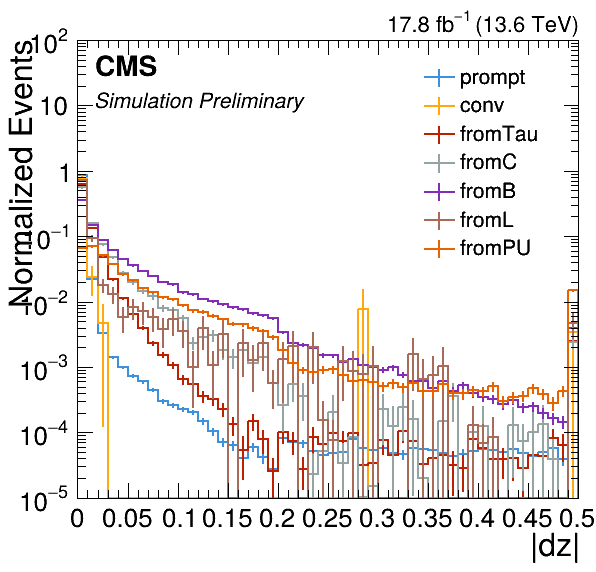 17.8 fb⁻¹ (13.6 TeV)
CMS
Simulation Preliminary
prompt
conv
fromTau
fromC
fromB
fromL
fromPU
Normalized Events
10²
10
1
10⁻¹
10⁻²
10⁻³
10⁻⁴
10⁻⁵
0 0.05 0.1 0.15 0.2 0.25 0.3 0.35 0.4 0.45 0.5
|dz|